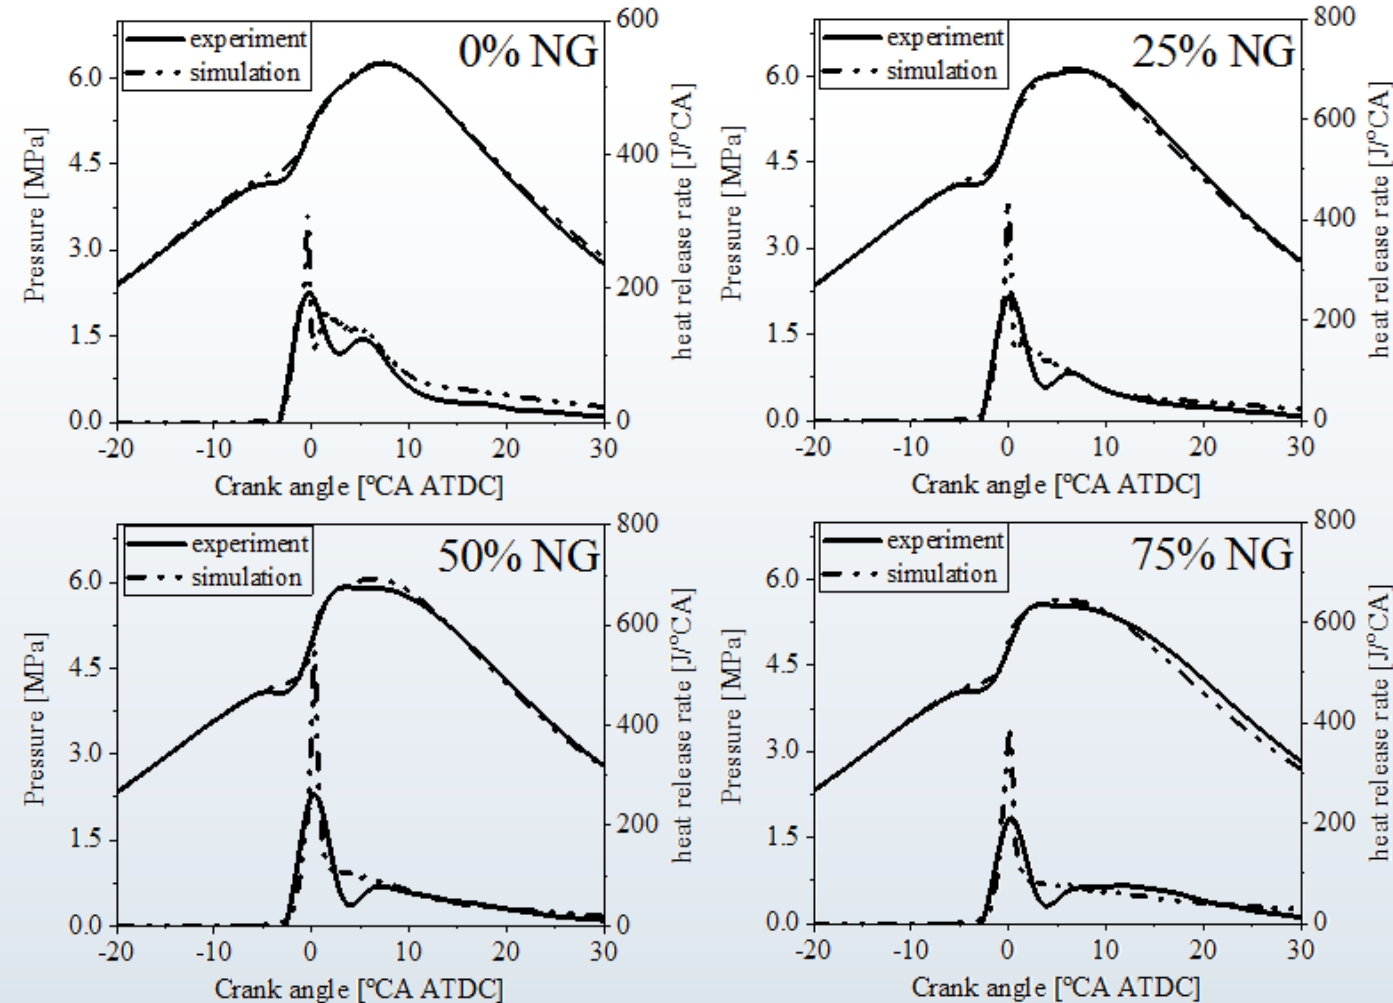 experiment
simulation
0% NG
Pressure [MPa]
6.0
4.5
3.0
1.5
0.0
600
400
200
0
heat release rate [J/°CA]
-20 -10 0 10 20 30
Crank angle [°CA ATDC]
experiment
simulation
25% NG
Pressure [MPa]
6.0
4.5
3.0
1.5
0.0
800
600
400
200
0
heat release rate [J/°CA]
-20 -10 0 10 20 30
Crank angle [°CA ATDC]
experiment
simulation
50% NG
Pressure [MPa]
6.0
4.5
3.0
1.5
0.0
800
600
400
200
0
heat release rate [J/°CA]
-20 -10 0 10 20 30
Crank angle [°CA ATDC]
experiment
simulation
75% NG
Pressure [MPa]
6.0
4.5
3.0
1.5
0.0
800
600
400
200
0
heat release rate [J/°CA]
-20 -10 0 10 20 30
Crank angle [°CA ATDC]